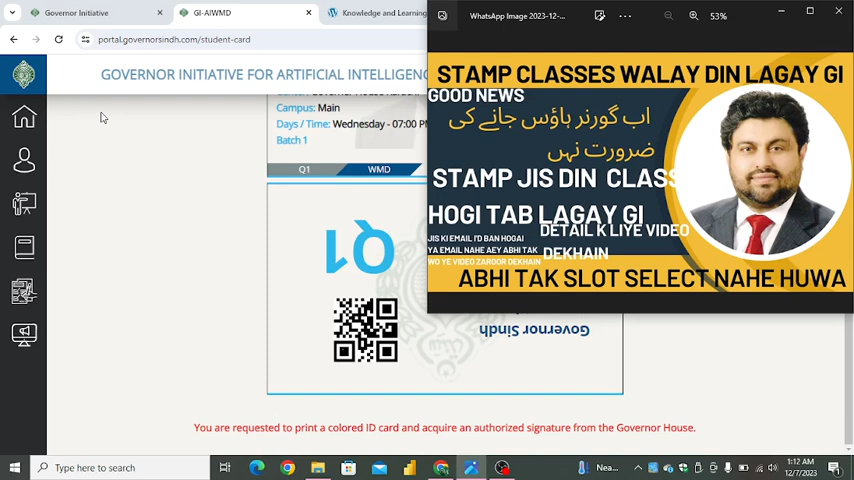 Governor Initiative
GI-AIWMD
Knowledge and Learning
portal.governorsindh.com/student-card
GOVERNOR INITIATIVE FOR ARTIFICIAL INTELLIGENC
Campus: Main
Days / Time: Wednesday - 07:00 PM
Batch 1
Q1
WMD
Q1
Governor Sindh
You are requested to print a colored ID card and acquire an authorized signature from the Governor House.
WhatsApp Image 2023-12-...
53%
STAMP CLASSES WALAY DIN LAGAY GI
GOOD NEWS
اب گورنر ہاؤس جانے کی
ضرورت نہیں
STAMP JIS DIN CLASS
HOGI TAB LAGAY GI
DETAIL K LIYE VIDEO
DEKHAIN
JIS KI EMAIL I'D BAN HOGAI
YA EMAIL NAHE AEY ABHI TAK
WO YE VIDEO ZAROOR DEKHAIN
ABHI TAK SLOT SELECT NAHE HUWA
Type here to search
Nea...
1:12 AM
12/7/2023